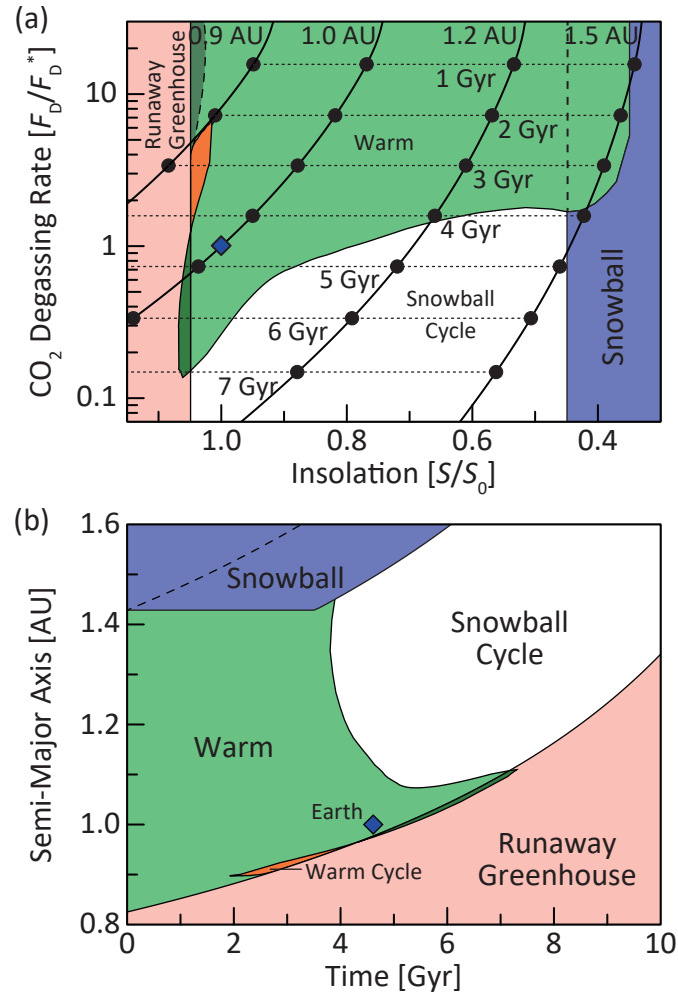 (a)
0.9 AU
1.0 AU
1.2 AU
1.5 AU
CO₂ Degassing Rate [F_D/F_D*]
10
1
0.1
Runaway
Greenhouse
Warm
1 Gyr
2 Gyr
3 Gyr
4 Gyr
5 Gyr
6 Gyr
7 Gyr
Snowball
Cycle
Snowball
1.0
0.8
0.6
0.4
Insolation [S/S₀]
(b)
Semi-Major Axis [AU]
1.6
1.4
1.2
1.0
0.8
Snowball
Snowball
Cycle
Warm
Earth
Warm Cycle
Runaway
Greenhouse
0
2
4
6
8
10
Time [Gyr]